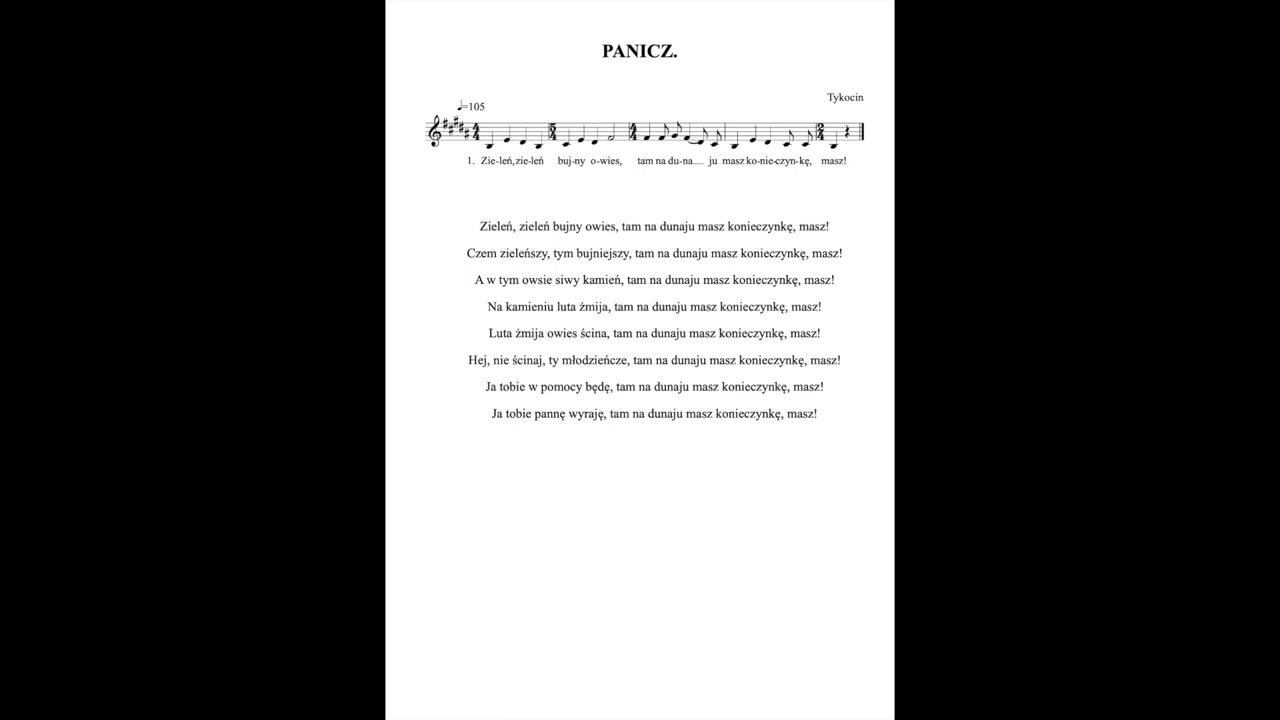 PANICZ.
Tykocin
♩=105
1. Zie-leń,zie-leń buj-ny o-wies, tam na du-na__ ju masz ko-nie-czyn-kę, masz!
Zieleń, zieleń bujny owies, tam na dunaju masz konieczynkę, masz!
Czem zieleńszy, tym bujniejszy, tam na dunaju masz konieczynkę, masz!
A w tym owsie siwy kamień, tam na dunaju masz konieczynkę, masz!
Na kamieniu luta żmija, tam na dunaju masz konieczynkę, masz!
Luta żmija owies ścina, tam na dunaju masz konieczynkę, masz!
Hej, nie ścinaj, ty młodzieńcze, tam na dunaju masz konieczynkę, masz!
Ja tobie w pomocy będę, tam na dunaju masz konieczynkę, masz!
Ja tobie pannę wyraję, tam na dunaju masz konieczynkę, masz!